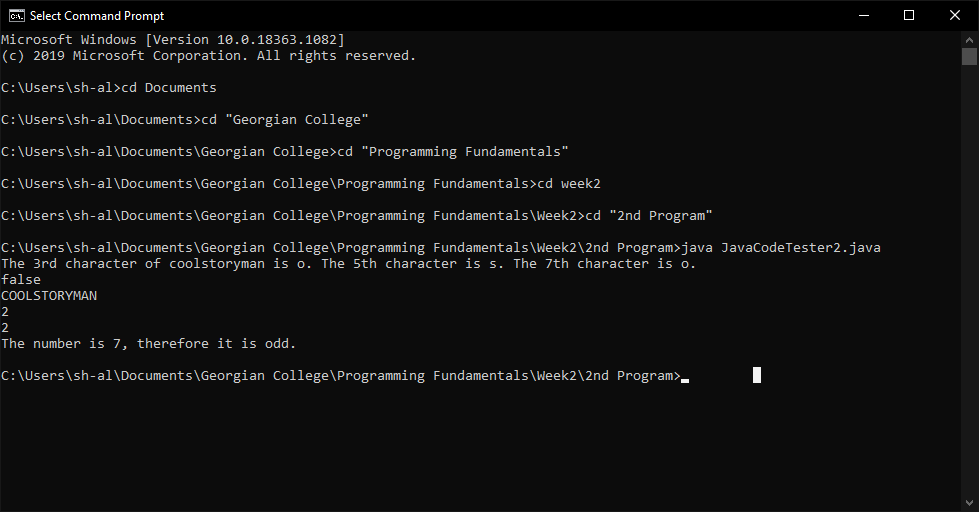 Select Command Prompt
Microsoft Windows [Version 10.0.18363.1082]
(c) 2019 Microsoft Corporation. All rights reserved.
C:\Users\sh-al>cd Documents
C:\Users\sh-al\Documents>cd "Georgian College"
C:\Users\sh-al\Documents\Georgian College>cd "Programming Fundamentals"
C:\Users\sh-al\Documents\Georgian College\Programming Fundamentals>cd week2
C:\Users\sh-al\Documents\Georgian College\Programming Fundamentals\Week2>cd "2nd Program"
C:\Users\sh-al\Documents\Georgian College\Programming Fundamentals\Week2\2nd Program>java JavaCodeTester2.java
The 3rd character of coolstoryman is o. The 5th character is s. The 7th character is o.
false
COOLSTORYMAN
2
2
The number is 7, therefore it is odd.
C:\Users\sh-al\Documents\Georgian College\Programming Fundamentals\Week2\2nd Program>